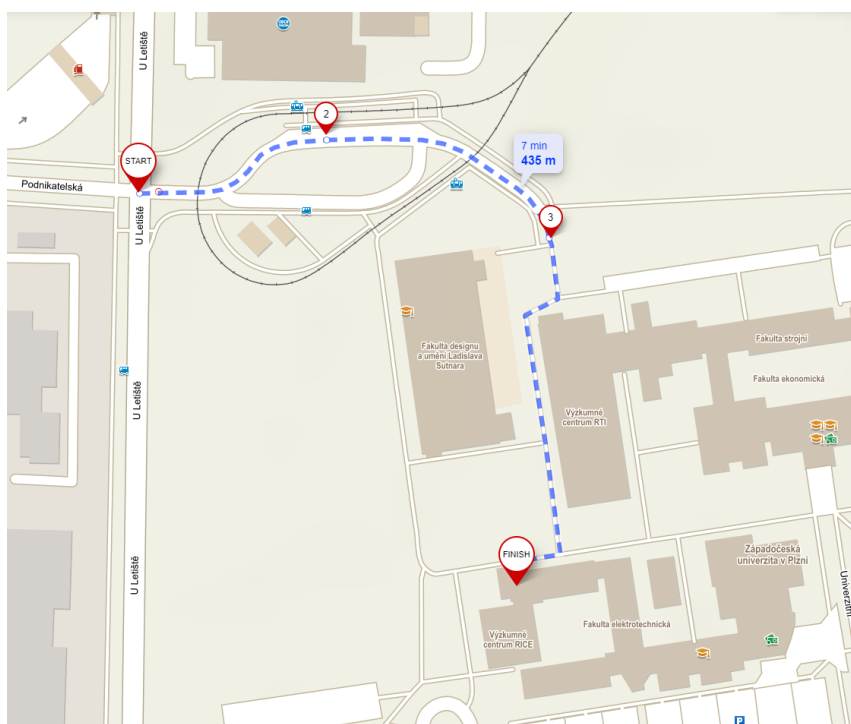 U Letiště
2
START
7 min
435 m
Podnikatelská
U Letiště
3
Fakulta designu
a umění Ladislava
Sutnara
Fakulta strojní
Fakulta ekonomická
U Letiště
Výzkumné
centrum RTI
FINISH
Západočeská
univerzita v Plzni
U Letiště
Univerzitní
Fakulta elektrotechnická
Výzkumné
centrum RICE
P